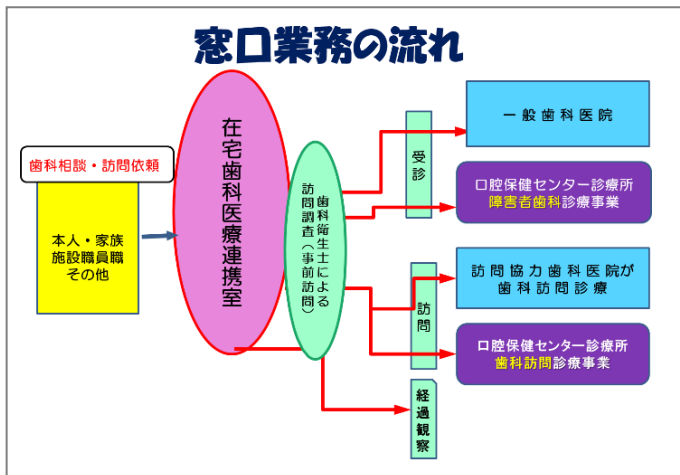 窓口業務の流れ
歯科相談・訪問依頼
本人・家族
施設職員職
その他
在宅歯科医療連携室
歯科衛生士による
訪問調査（事前訪問）
受診
一般歯科医院
口腔保健センター診療所
障害者歯科診療事業
訪問
訪問協力歯科医院が
歯科訪問診療
口腔保健センター診療所
歯科訪問診療事業
経過観察